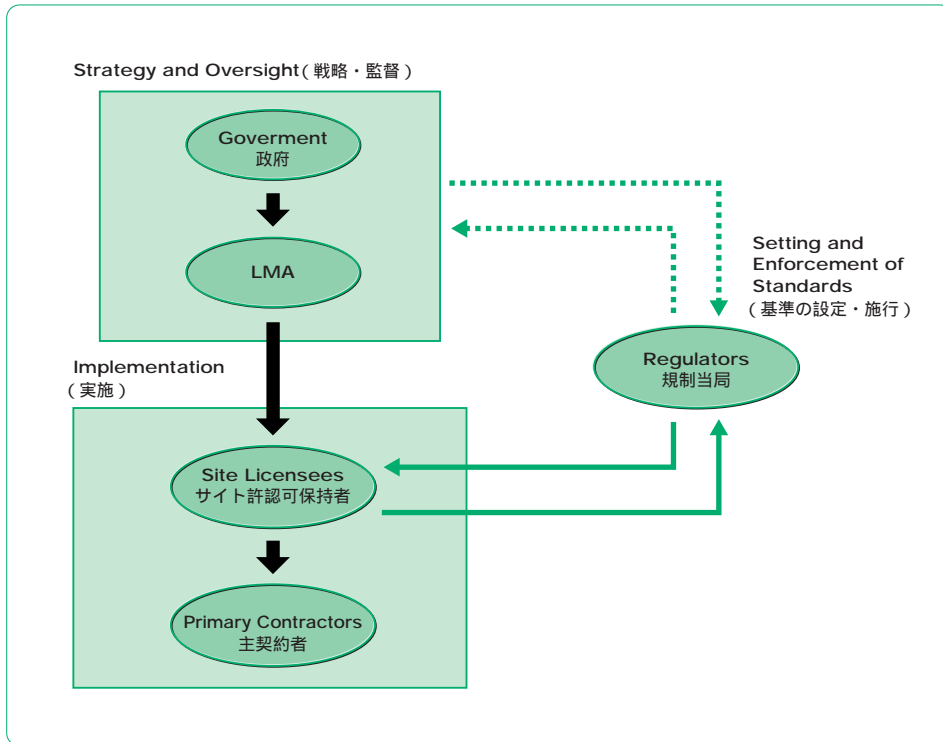 Strategy and Oversight(戦略・監督)
Goverment
政府
LMA
Setting and
Enforcement of
Standards
(基準の設定・施行)
Regulators
規制当局
Implementation
(実施)
Site Licensees
サイト許認可保持者
Primary Contractors
主契約者